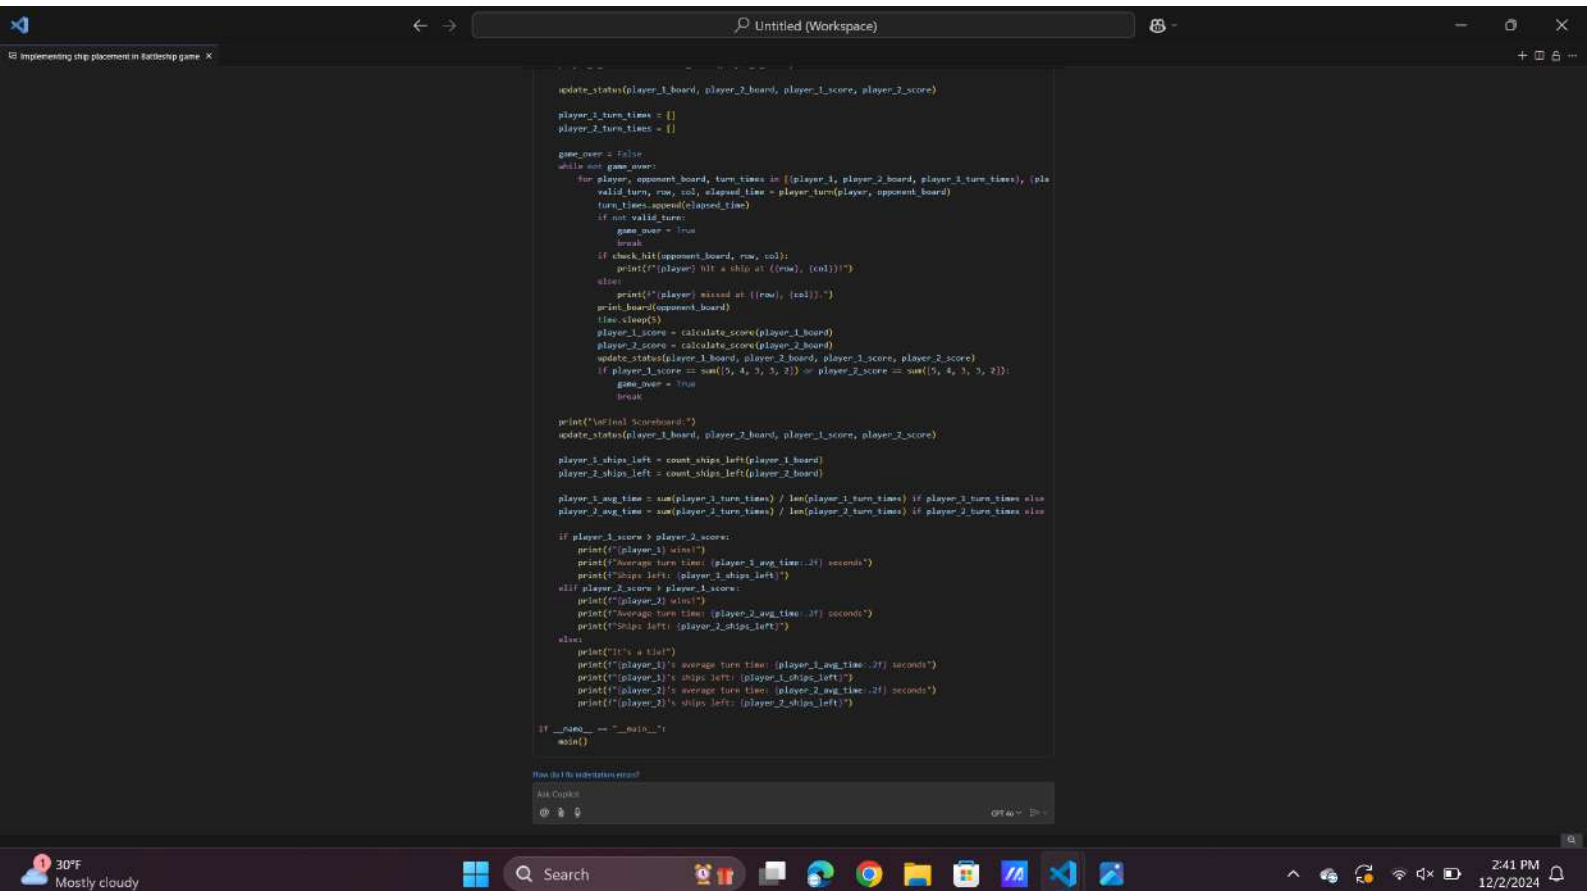 Untitled (Workspace)
Implementing ship placement in Battleship game
update_status(player_1_board, player_2_board, player_1_score, player_2_score)
player_1_turn_times = []
player_2_turn_times = []
game_over = False
while not game_over:
for player, opponent_board, turn_times in [(player_1, player_2_board, player_1_turn_times), (pla
valid_turn, row, col, elapsed_time = player_turn(player, opponent_board)
turn_times.append(elapsed_time)
if not valid_turn:
game_over = True
break
if check_hit(opponent_board, row, col):
print(f"{player} hit a ship at ({row}, {col})!")
else:
print(f"{player} missed at ({row}, {col}).")
print_board(opponent_board)
time.sleep(5)
player_1_score = calculate_score(player_1_board)
player_2_score = calculate_score(player_2_board)
update_status(player_1_board, player_2_board, player_1_score, player_2_score)
if player_1_score == sum([5, 4, 3, 3, 2]) or player_2_score == sum([5, 4, 3, 3, 2]):
game_over = True
break
print("\nFinal Scoreboard:")
update_status(player_1_board, player_2_board, player_1_score, player_2_score)
player_1_ships_left = count_ships_left(player_1_board)
player_2_ships_left = count_ships_left(player_2_board)
player_1_avg_time = sum(player_1_turn_times) / len(player_1_turn_times) if player_1_turn_times else
player_2_avg_time = sum(player_2_turn_times) / len(player_2_turn_times) if player_2_turn_times else
if player_1_score > player_2_score:
print(f"{player_1} wins!")
print(f"Average turn time: {player_1_avg_time:.2f} seconds")
print(f"Ships left: {player_1_ships_left}")
elif player_2_score > player_1_score:
print(f"{player_2} wins!")
print(f"Average turn time: {player_2_avg_time:.2f} seconds")
print(f"Ships left: {player_2_ships_left}")
else:
print("It's a tie!")
print(f"{player_1}'s average turn time: {player_1_avg_time:.2f} seconds")
print(f"{player_1}'s ships left: {player_1_ships_left}")
print(f"{player_2}'s average turn time: {player_2_avg_time:.2f} seconds")
print(f"{player_2}'s ships left: {player_2_ships_left}")
if __name__ == "__main__":
main()
How do I fix indentation errors?
Ask Copilot
GPT 4o
1
30°F
Mostly cloudy
Search
2:41 PM
12/2/2024